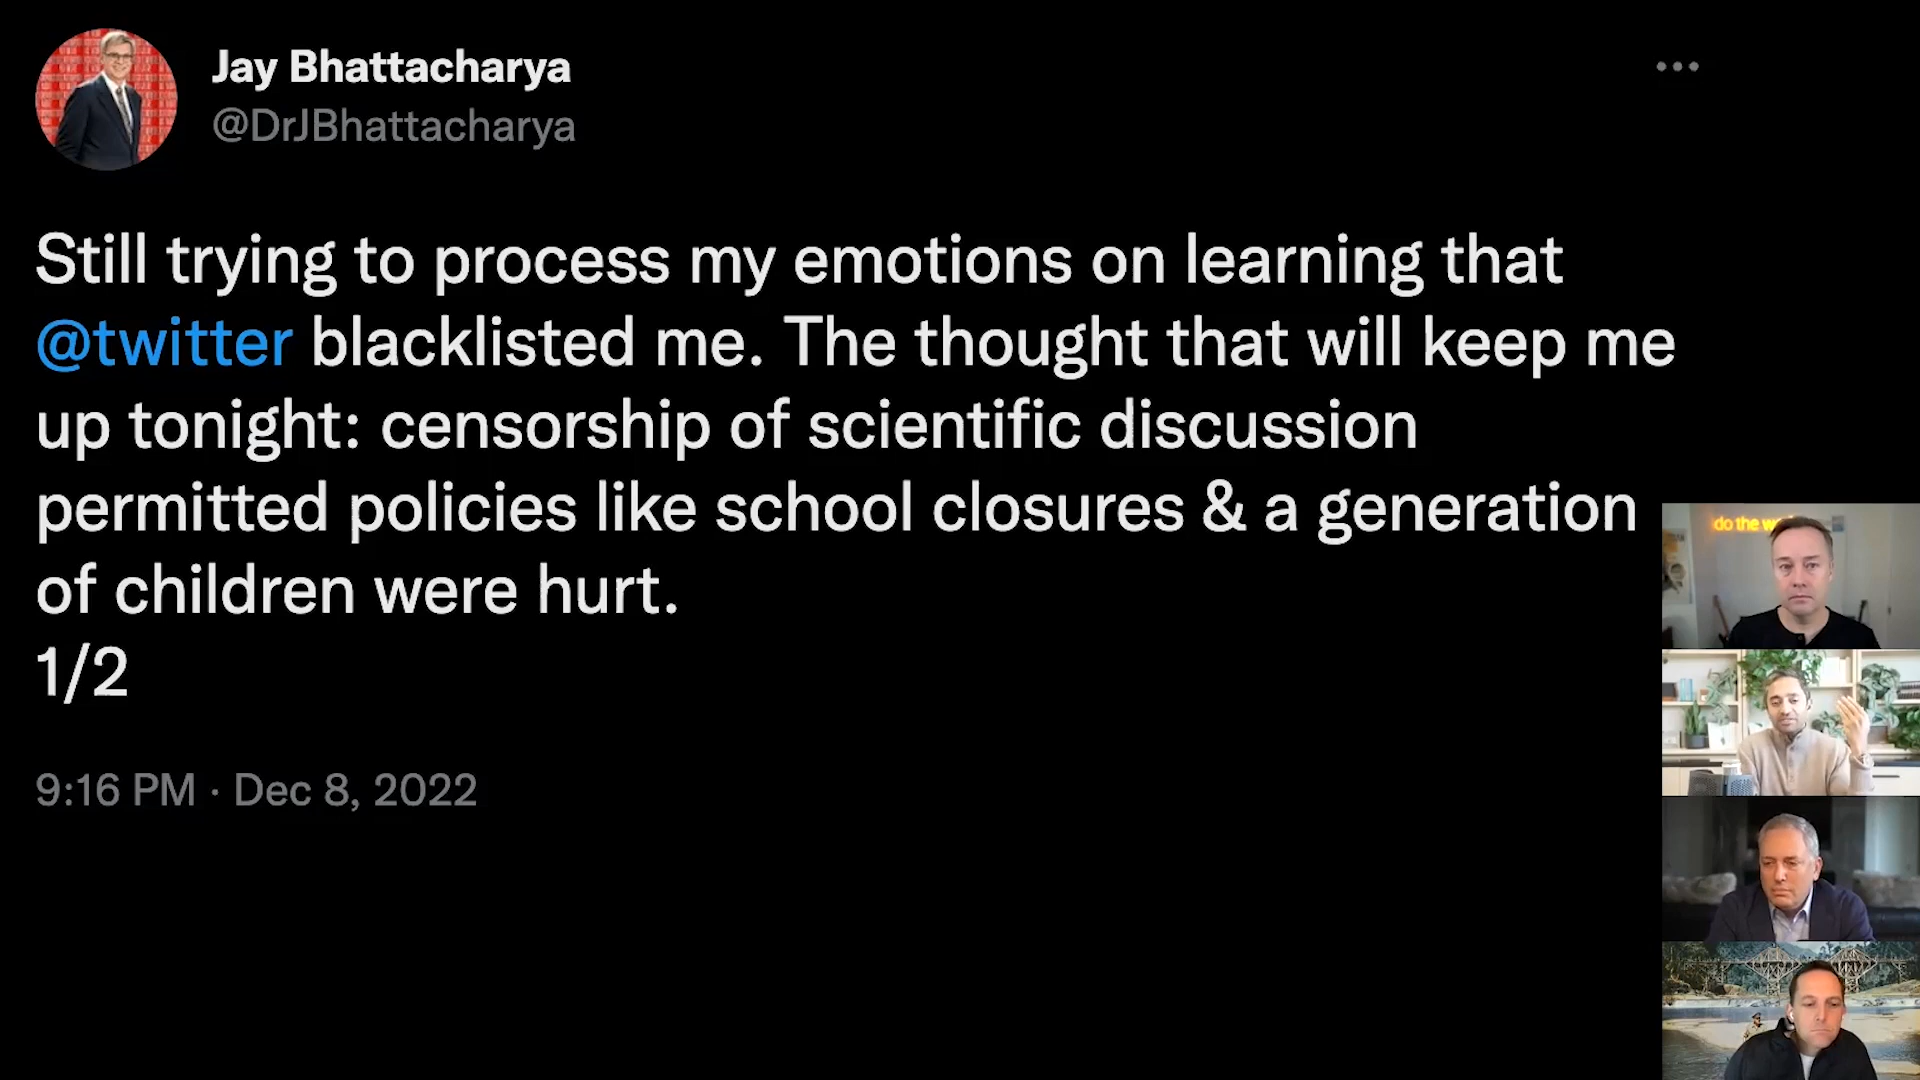 Jay Bhattacharya
@DrJBhattacharya
Still trying to process my emotions on learning that
@twitter blacklisted me. The thought that will keep me
up tonight: censorship of scientific discussion
permitted policies like school closures & a generation
of children were hurt.
1/2
9:16 PM · Dec 8, 2022
do the w